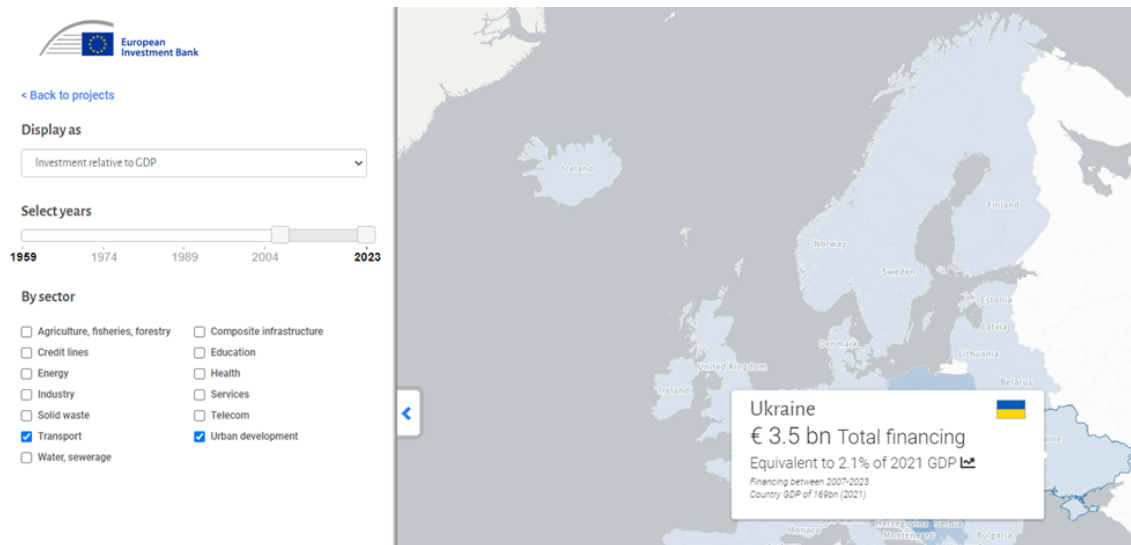 European
Investment Bank
< Back to projects
Display as
Investment relative to GDP
Select years
1959 1974 1989 2004 2023
By sector
Agriculture, fisheries, forestry Composite infrastructure
Credit lines Education
Energy Health
Industry Services
Solid waste Telecom
Transport Urban development
Water, sewerage
Iceland
Finland
Norway
Sweden
Estonia
Latvia
Denmark
Lithuania
United Kingdom
Ireland
Belarus
Ukraine
€ 3.5 bn Total financing
Equivalent to 2.1% of 2021 GDP
Financing between 2007-2023
Country GDP of 169bn (2021)
Monaco
Herzegovina Serbia
Montenegro
Bulgaria